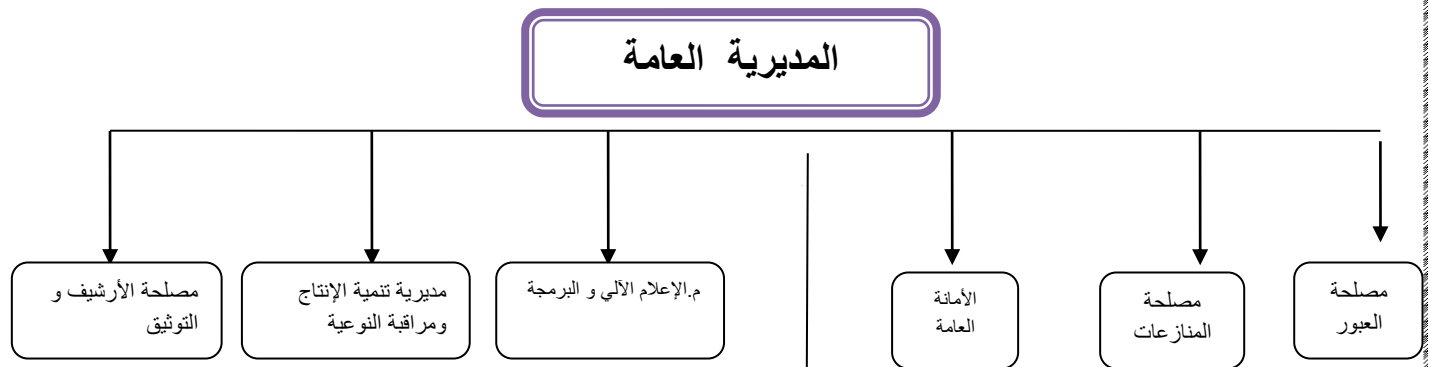 المديرية العامة
مصلحة
العبور
مصلحة
المنازعات
الأمانة
العامة
م.الإعلام الآلي و البرمجة
مديرية تنمية الإنتاج
ومراقبة النوعية
مصلحة الأرشيف و
التوثيق